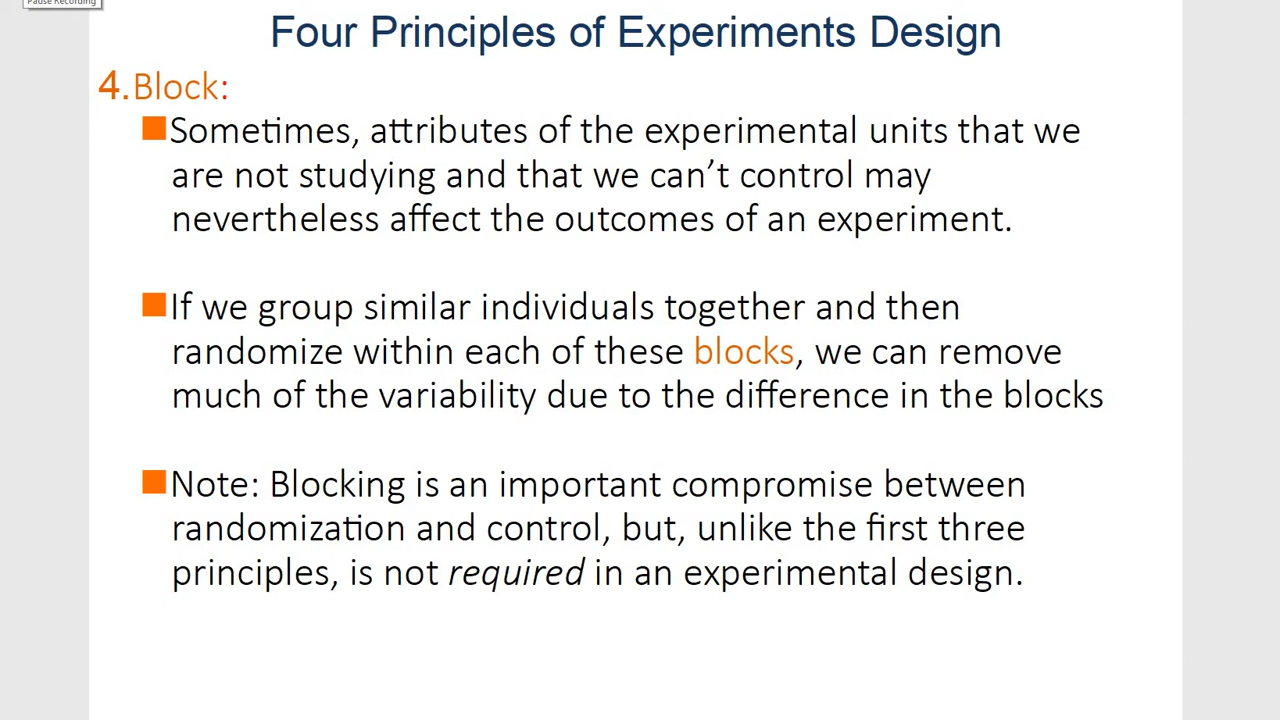 Pause Recording
Four Principles of Experiments Design
4. Block:
Sometimes, attributes of the experimental units that we
are not studying and that we can’t control may
nevertheless affect the outcomes of an experiment.
If we group similar individuals together and then
randomize within each of these blocks, we can remove
much of the variability due to the difference in the blocks
Note: Blocking is an important compromise between
randomization and control, but, unlike the first three
principles, is not required in an experimental design.